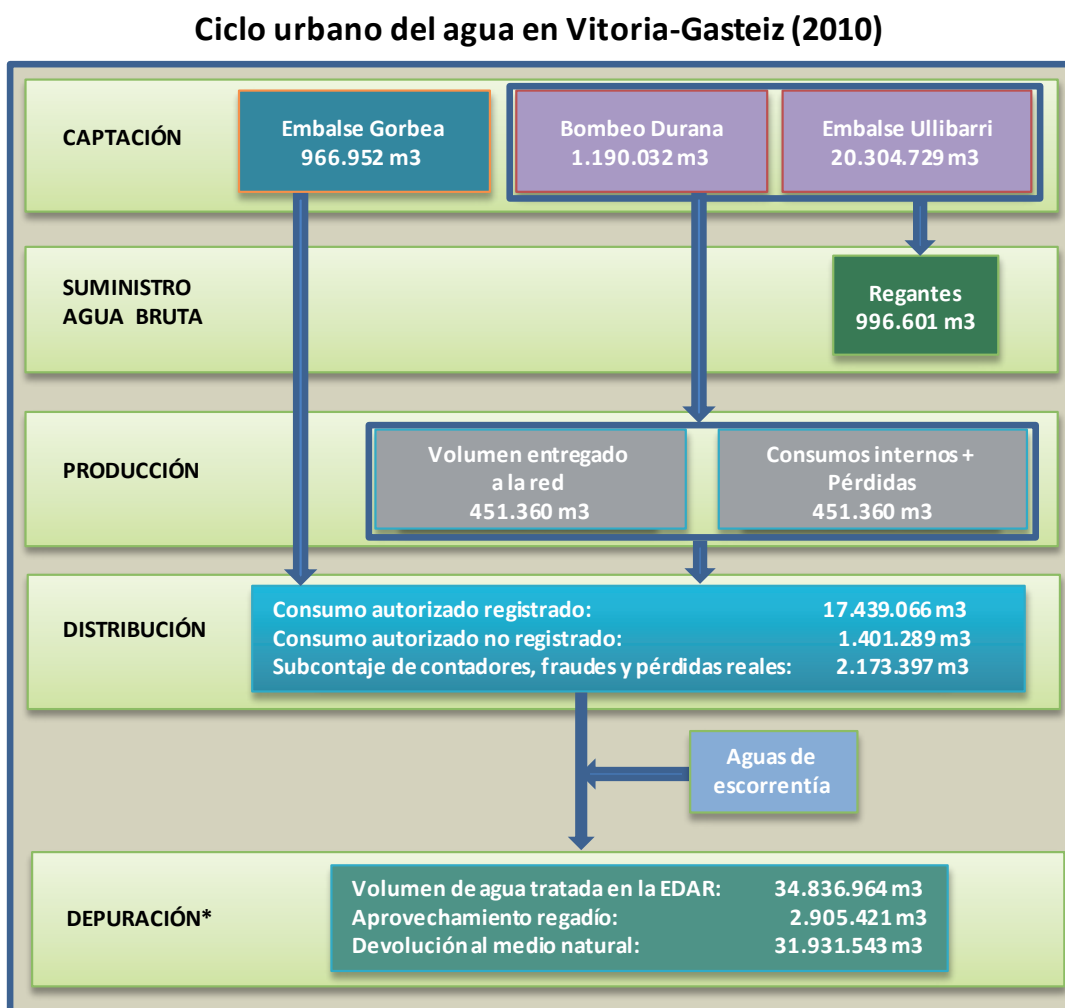 Ciclo urbano del agua en Vitoria-Gasteiz (2010)
CAPTACIÓN
Embalse Gorbea
966.952 m3
Bombeo Durana
1.190.032 m3
Embalse Ullibarri
20.304.729 m3
SUMINISTRO
AGUA BRUTA
Regantes
996.601 m3
PRODUCCIÓN
Volumen entregado
a la red
451.360 m3
Consumos internos +
Pérdidas
451.360 m3
DISTRIBUCIÓN
Consumo autorizado registrado: 17.439.066 m3
Consumo autorizado no registrado: 1.401.289 m3
Subcontaje de contadores, fraudes y pérdidas reales: 2.173.397 m3
Aguas de
escorrentía
DEPURACIÓN*
Volumen de agua tratada en la EDAR: 34.836.964 m3
Aprovechamiento regadío: 2.905.421 m3
Devolución al medio natural: 31.931.543 m3